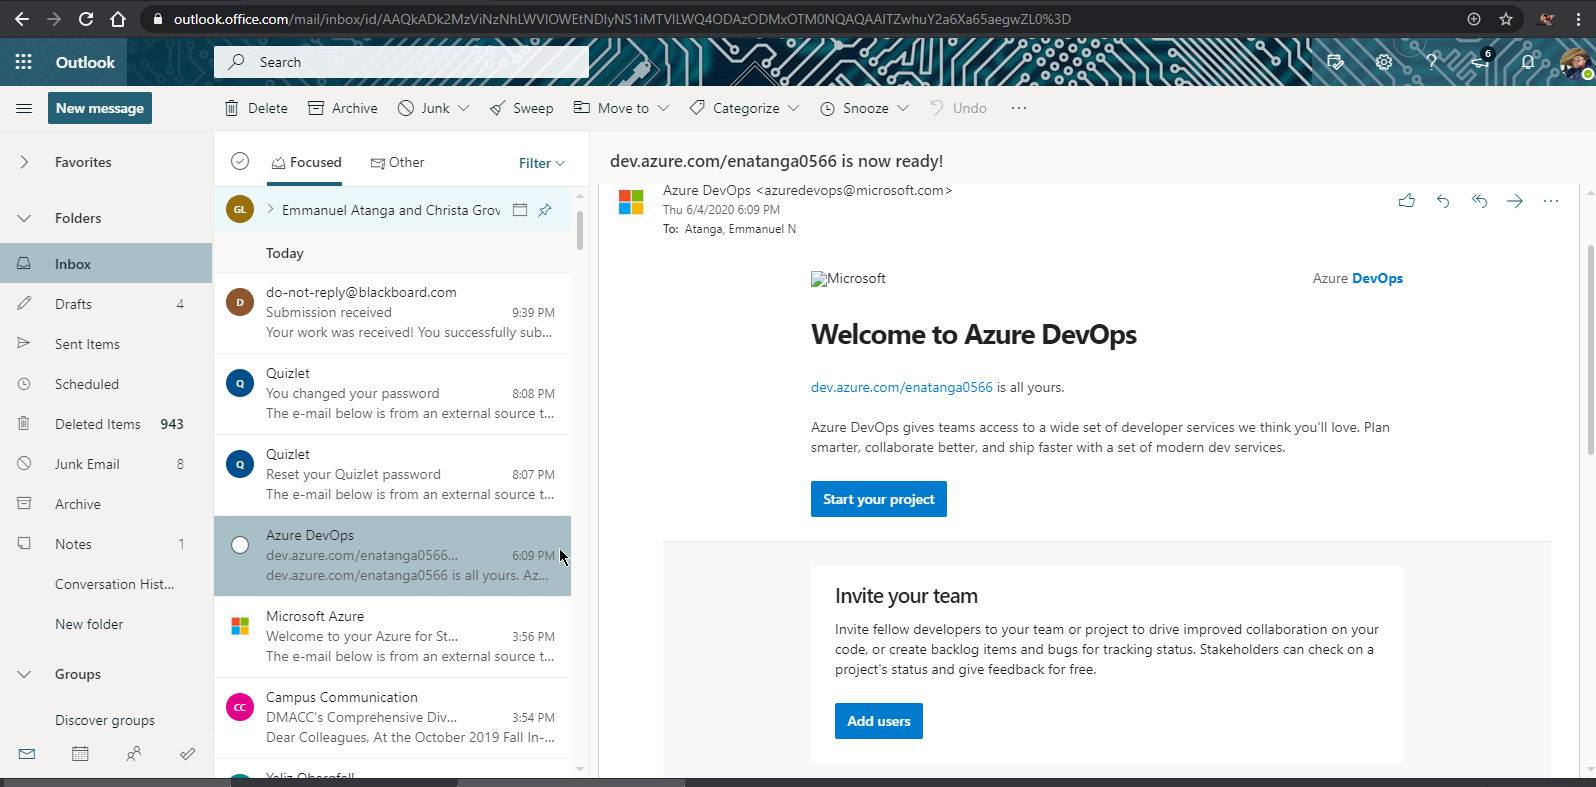 outlook.office.com/mail/inbox/id/AAQkADk2MzViNzNhLWVlOWEtNDIyNS1iMTVlLWQ4ODAzODMxOTM0NQAQAAITZwhuY2a6Xa65aegwZL0%3D
Outlook
Search
6
New message
Delete
Archive
Junk
Sweep
Move to
Categorize
Snooze
Undo
Favorites
Folders
Inbox
Drafts 4
Sent Items
Scheduled
Deleted Items 943
Junk Email 8
Archive
Notes 1
Conversation Hist...
New folder
Groups
Discover groups
Focused
Other
Filter
GL
Emmanuel Atanga and Christa Grov
Today
D
do-not-reply@blackboard.com
Submission received 9:39 PM
Your work was received! You successfully sub...
Q
Quizlet
You changed your password 8:08 PM
The e-mail below is from an external source t...
Q
Quizlet
Reset your Quizlet password 8:07 PM
The e-mail below is from an external source t...
Azure DevOps
dev.azure.com/enatanga0566... 6:09 PM
dev.azure.com/enatanga0566 is all yours. Az...
Microsoft Azure
Welcome to your Azure for St... 3:56 PM
The e-mail below is from an external source t...
CC
Campus Communication
DMACC's Comprehensive Div... 3:54 PM
Dear Colleagues, At the October 2019 Fall In-...
dev.azure.com/enatanga0566 is now ready!
Azure DevOps <azuredevops@microsoft.com>
Thu 6/4/2020 6:09 PM
To: Atanga, Emmanuel N
Microsoft
Azure DevOps
Welcome to Azure DevOps
dev.azure.com/enatanga0566 is all yours.
Azure DevOps gives teams access to a wide set of developer services we think you'll love. Plan
smarter, collaborate better, and ship faster with a set of modern dev services.
Start your project
Invite your team
Invite fellow developers to your team or project to drive improved collaboration on your
code, or create backlog items and bugs for tracking status. Stakeholders can check on a
project's status and give feedback for free.
Add users